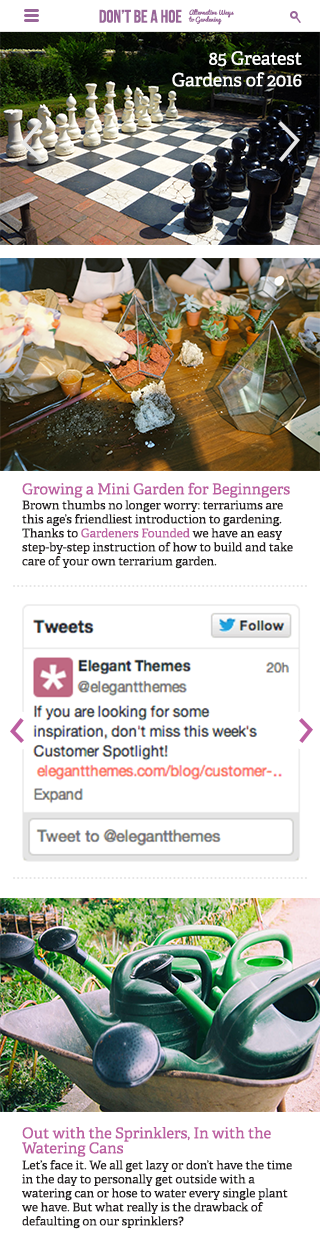 DON'T BE A HOE
Alternative Ways
to Gardening
85 Greatest
Gardens of 2016
Growing a Mini Garden for Beginngers
Brown thumbs no longer worry: terrariums are
this age's friendliest introduction to gardening.
Thanks to Gardeners Founded we have an easy
step-by-step instruction of how to build and take
care of your own terrarium garden.
Tweets
Follow
Elegant Themes
20h
@elegantthemes
If you are looking for some
inspiration, don't miss this week's
Customer Spotlight!
elegantthemes.com/blog/customer-..
Expand
Tweet to @elegantthemes
Out with the Sprinklers, In with the
Watering Cans
Let's face it. We all get lazy or don't have the time
in the day to personally get outside with a
watering can or hose to water every single plant
we have. But what really is the drawback of
defaulting on our sprinklers?